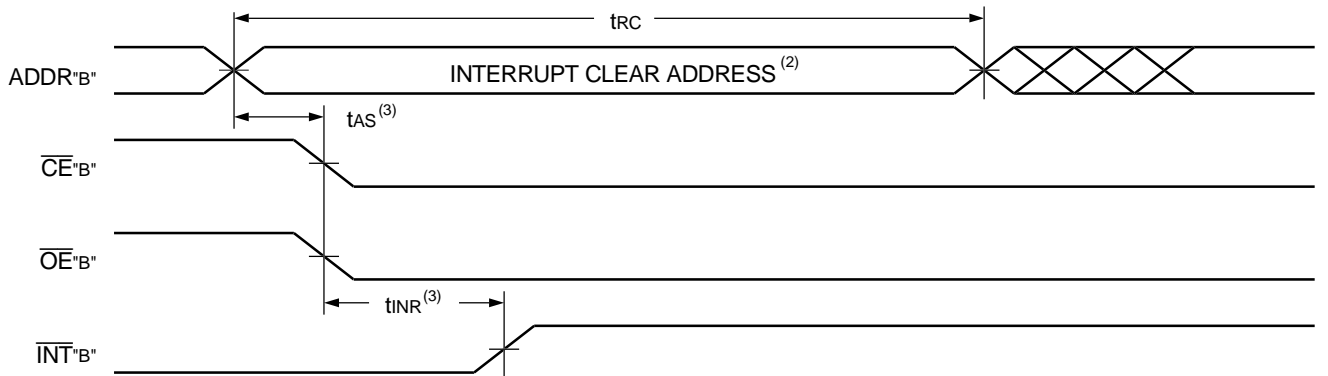 tRC
ADDR"B" INTERRUPT CLEAR ADDRESS (2)
tAS (3)
CE"B"
OE"B"
tINR (3)
INT"B"